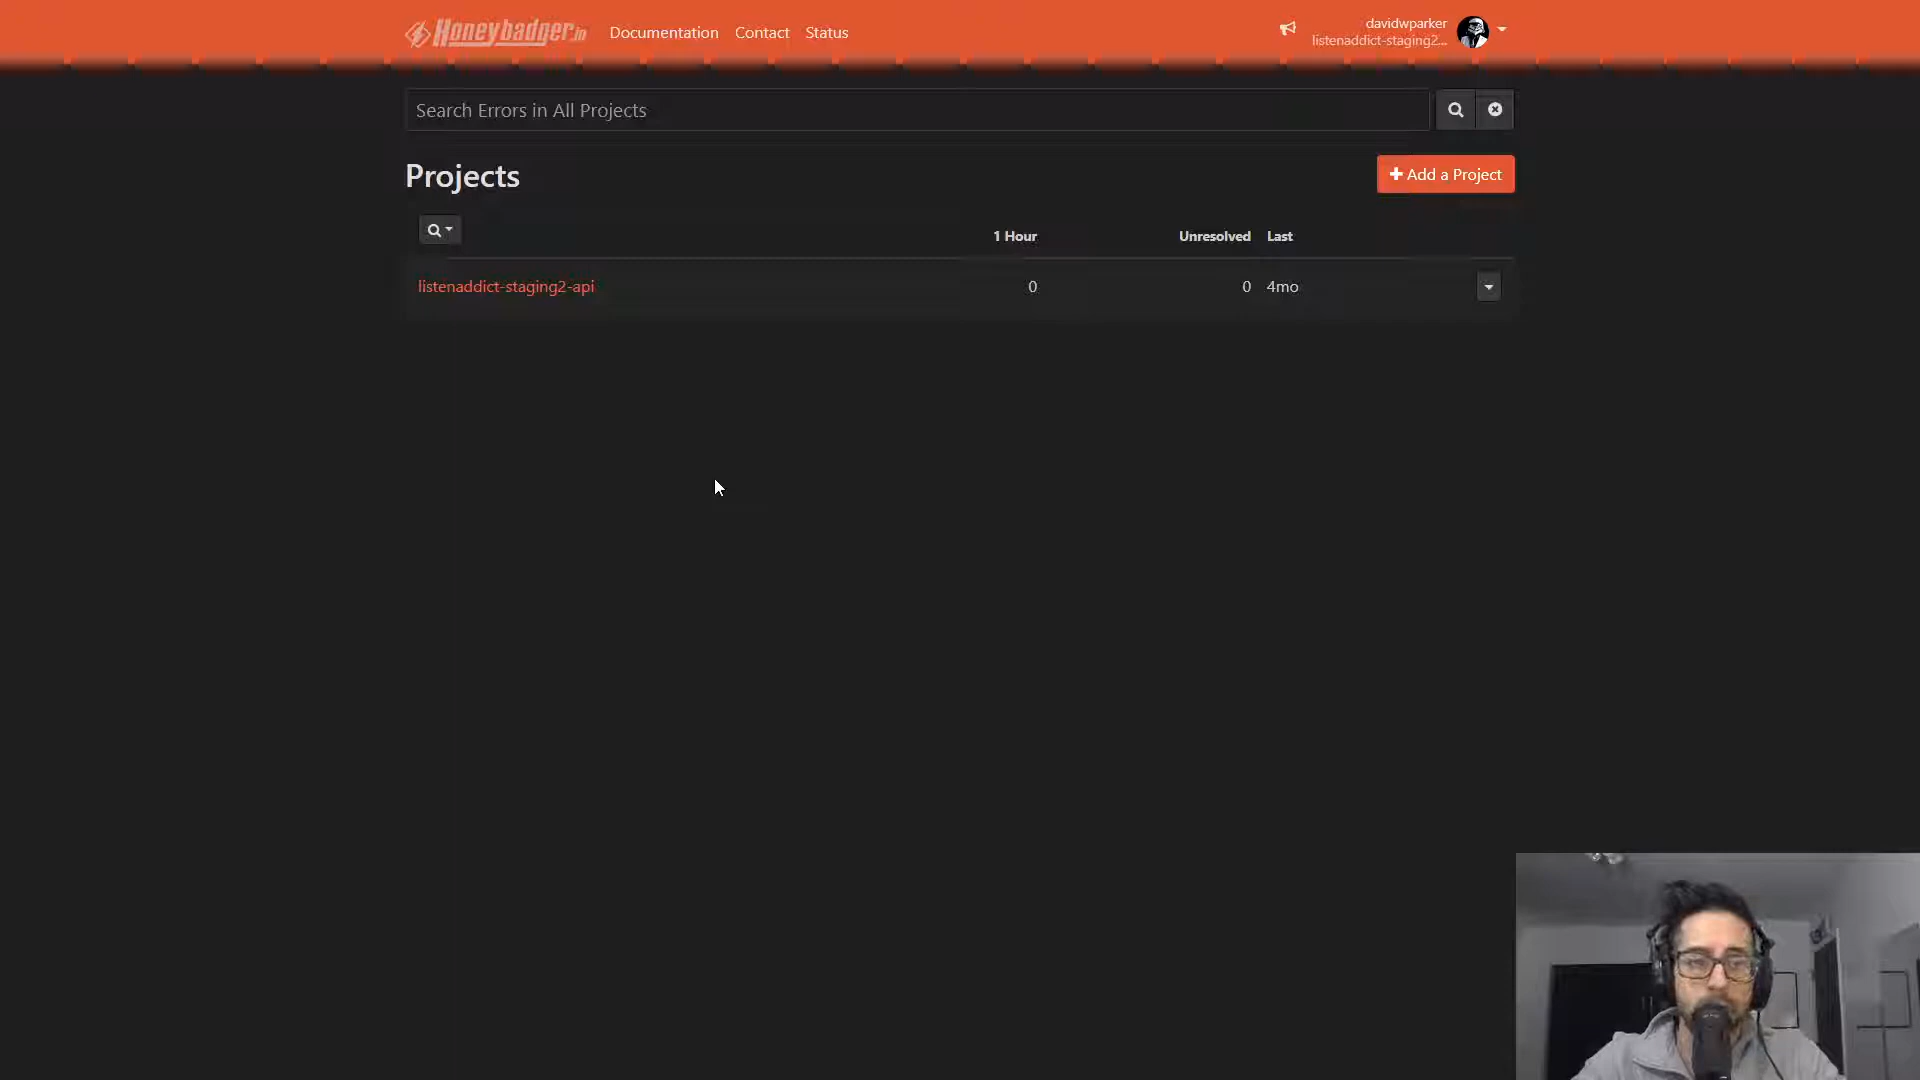 Honeybadger.io Documentation Contact Status
davidwparker
listenaddict-staging2...
Search Errors in All Projects
Projects
Add a Project
1 Hour Unresolved Last
listenaddict-staging2-api 0 0 4mo